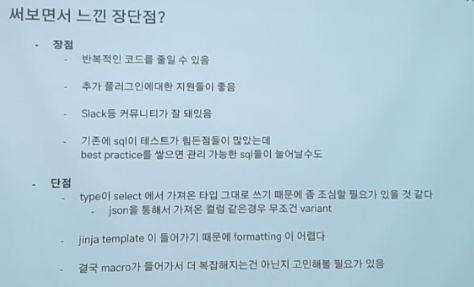 써보면서 느낀 장단점?
- 장점
- 반복적인 코드를 줄일 수 있음
- 추가 플러그인에대한 지원들이 좋음
- Slack등 커뮤니티가 잘 돼있음
- 기존에 sql이 테스트가 힘든점들이 많았는데
best practice를 쌓으면 관리 가능한 sql들이 늘어날수도
- 단점
- type이 select 에서 가져온 타입 그대로 쓰기 때문에 좀 조심할 필요가 있을 것 같다
- json을 통해서 가져온 컬럼 같은경우 무조건 variant
- jinja template 이 들어가기 때문에 formatting 이 어렵다
- 결국 macro가 들어가서 더 복잡해지는건 아닌지 고민해볼 필요가 있음